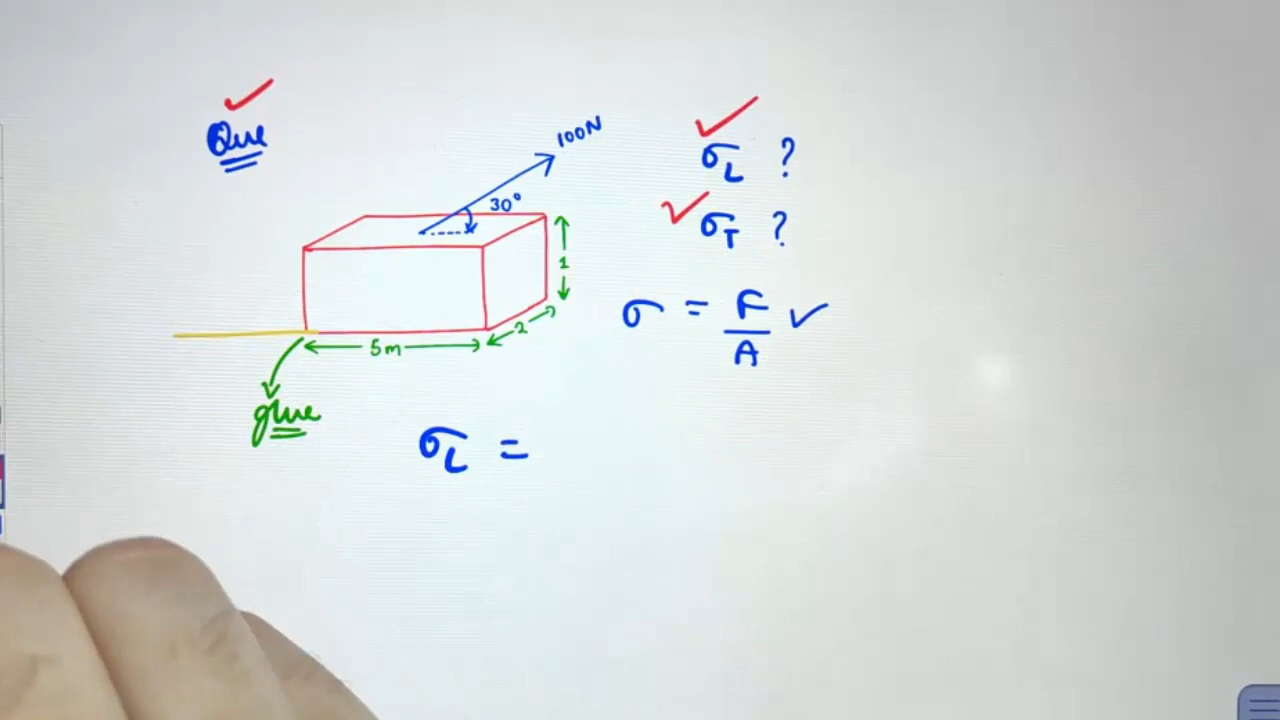 Que
100N
30°
σL ?
σT ?
1
σ = F/A
2
5m
glue
σL =